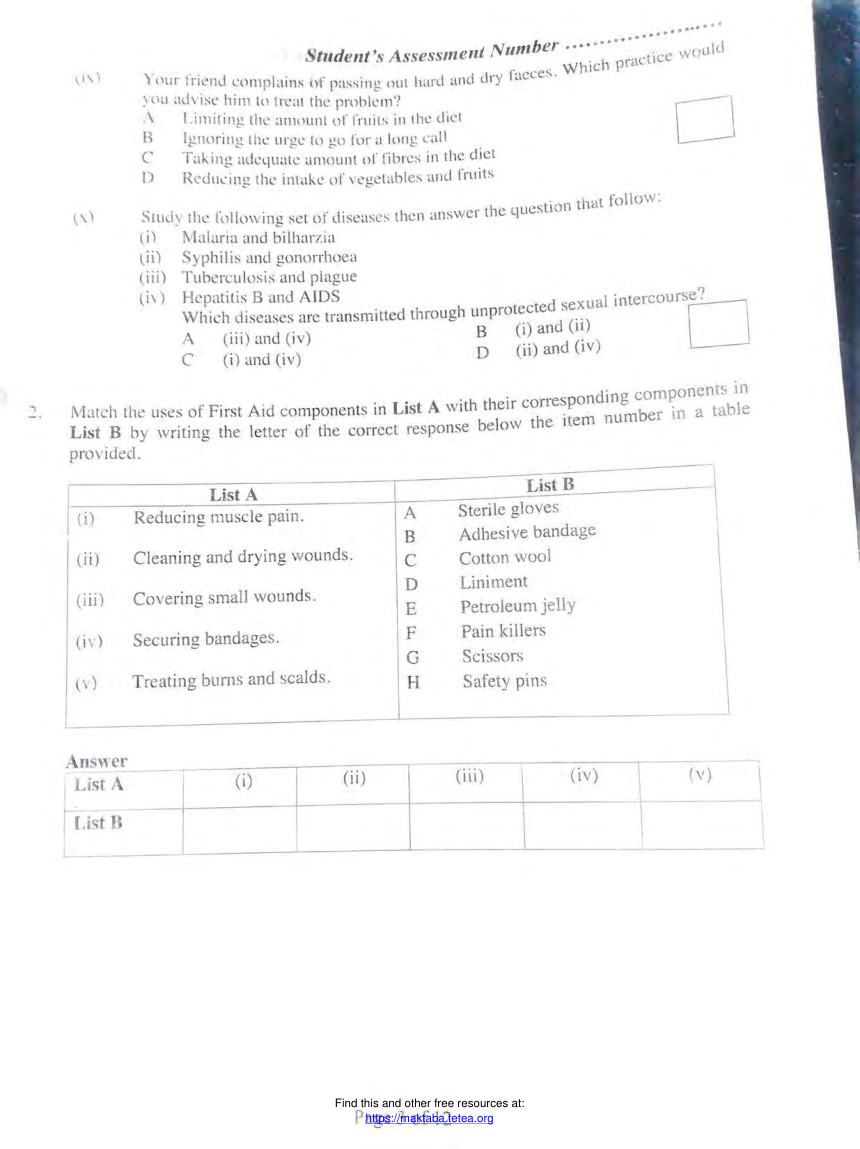 Student's Assessment Number ........................
(ix) Your friend complains of passing out hard and dry faeces. Which practice would
you advise him to treat the problem?
A Limiting the amount of fruits in the diet
B Ignoring the urge to go for a long call
C Taking adequate amount of fibres in the diet
D Reducing the intake of vegetables and fruits
(x) Study the following set of diseases then answer the question that follow:
(i) Malaria and bilharzia
(ii) Syphilis and gonorrhoea
(iii) Tuberculosis and plague
(iv) Hepatitis B and AIDS
Which diseases are transmitted through unprotected sexual intercourse?
A (iii) and (iv) B (i) and (ii)
C (i) and (iv) D (ii) and (iv)
2. Match the uses of First Aid components in List A with their corresponding components in
List B by writing the letter of the correct response below the item number in a table
provided.
List A List B
(i) Reducing muscle pain. A Sterile gloves
B Adhesive bandage
(ii) Cleaning and drying wounds. C Cotton wool
D Liniment
(iii) Covering small wounds. E Petroleum jelly
F Pain killers
(iv) Securing bandages. G Scissors
(v) Treating burns and scalds. H Safety pins
Answer
List A (i) (ii) (iii) (iv) (v)
List B
Find this and other free resources at:
Page 3 of 12
https://maktaba.tetea.org